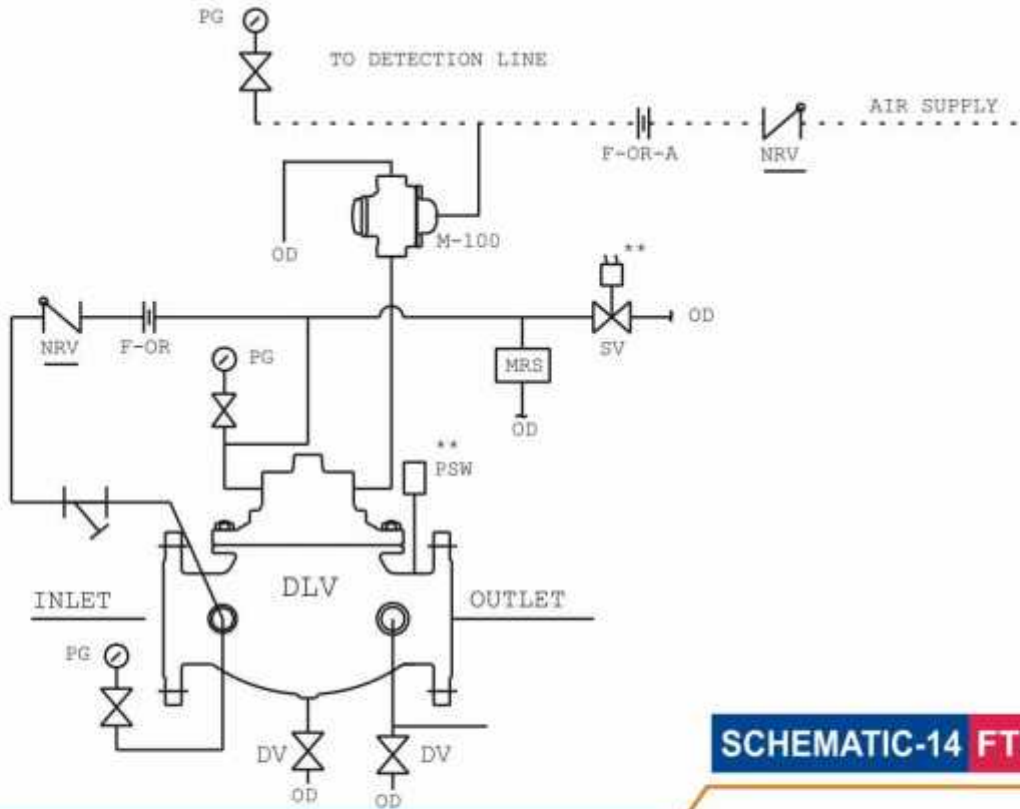 PG
TO DETECTION LINE
AIR SUPPLY
F-OR-A
NRV
OD
M-100
**
NRV
F-OR
PG
SV
OD
MRS
OD
**
PSW
DLV
INLET
OUTLET
PG
DV
DV
OD
OD
SCHEMATIC-14 FT